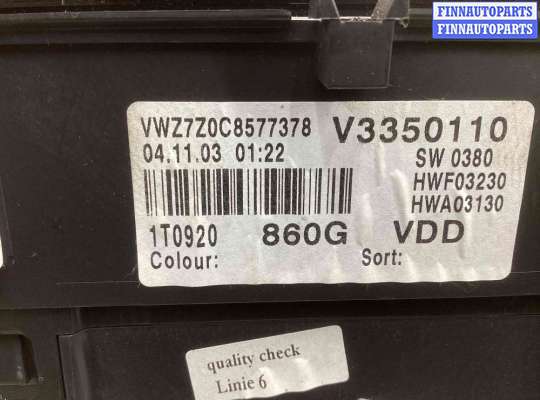 FINNAUTOPARTS
FINNAUTOPARTS
VWZ7Z0C8577378 V3350110
04.11.03 01:22 SW 0380
HWF03230
HWA03130
1T0920 860G VDD
Colour: Sort:
quality check
Linie 6